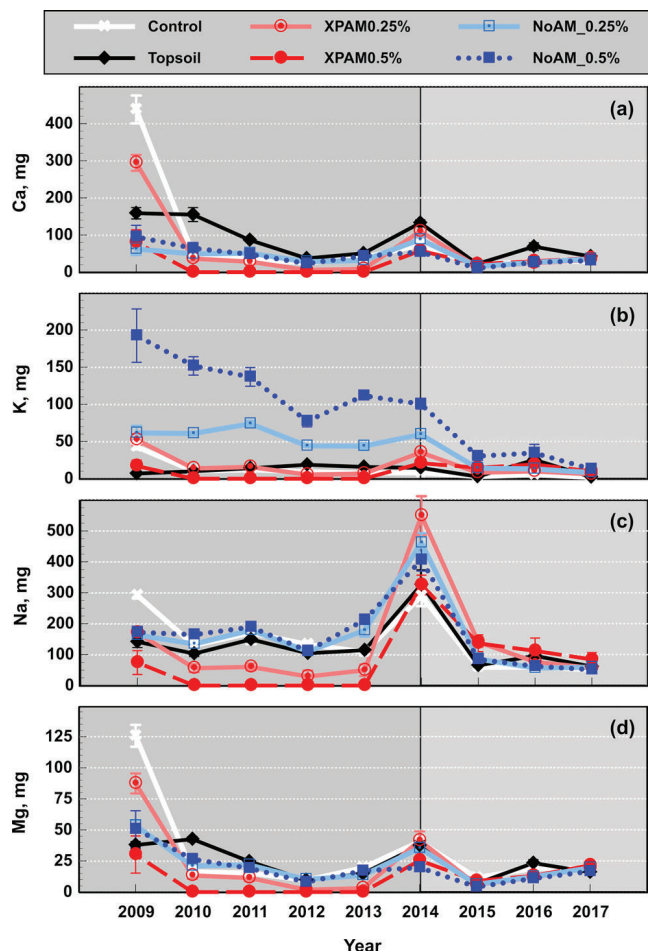 Control XPAM0.25% NoAM_0.25%
Topsoil XPAM0.5% NoAM_0.5%
(a)
Ca, mg
400
300
200
100
0
(b)
K, mg
200
150
100
50
0
(c)
Na, mg
500
400
300
200
100
0
(d)
Mg, mg
125
100
75
50
25
0
2009 2010 2011 2012 2013 2014 2015 2016 2017
Year